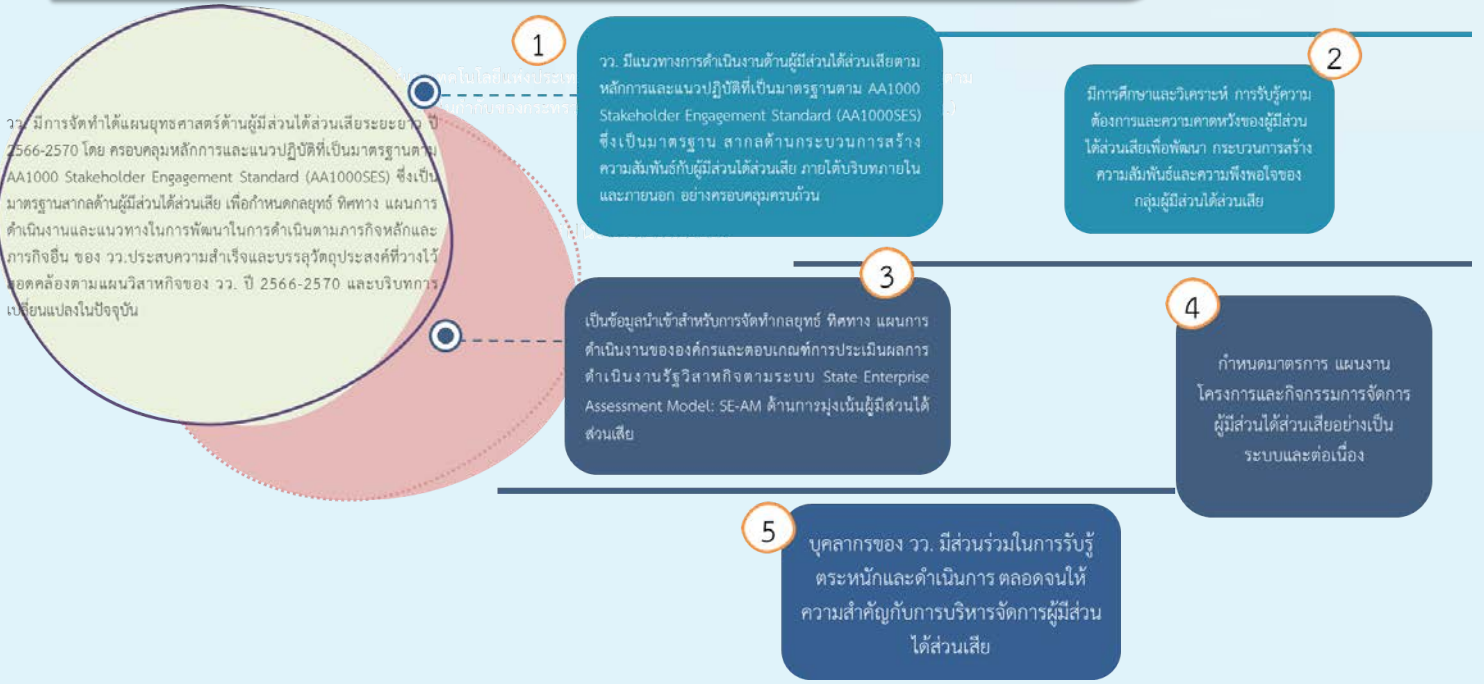 วว. มีการจัดทำได้แผนยุทธศาสตร์ด้านผู้มีส่วนได้ส่วนเสียระยะยาว ปี
2566-2570 โดย ครอบคลุมหลักการและแนวปฏิบัติที่เป็นมาตรฐานตาม
AA1000 Stakeholder Engagement Standard (AA1000SES) ซึ่งเป็น
มาตรฐานสากลด้านผู้มีส่วนได้ส่วนเสีย เพื่อกำหนดกลยุทธ์ ทิศทาง แผนการ
ดำเนินงานและแนวทางในการพัฒนาในการดำเนินตามภารกิจหลักและ
ภารกิจอื่น ของ วว.ประสบความสำเร็จและบรรลุวัตถุประสงค์ที่วางไว้
สอดคล้องตามแผนวิสาหกิจของ วว. ปี 2566-2570 และบริบทการ
เปลี่ยนแปลงในปัจจุบัน
1
วว. มีแนวทางการดำเนินงานด้านผู้มีส่วนได้ส่วนเสียตาม
หลักการและแนวปฏิบัติที่เป็นมาตรฐานตาม AA1000
Stakeholder Engagement Standard (AA1000SES)
ซึ่งเป็นมาตรฐาน สากลด้านกระบวนการสร้าง
ความสัมพันธ์กับผู้มีส่วนได้ส่วนเสีย ภายใต้บริบทภายใน
และภายนอก อย่างครอบคลุมครบถ้วน
2
มีการศึกษาและวิเคราะห์ การรับรู้ความ
ต้องการและความคาดหวังของผู้มีส่วน
ได้ส่วนเสียเพื่อพัฒนา กระบวนการสร้าง
ความสัมพันธ์และความพึงพอใจของ
กลุ่มผู้มีส่วนได้ส่วนเสีย
3
เป็นข้อมูลนำเข้าสำหรับการจัดทำกลยุทธ์ ทิศทาง แผนการ
ดำเนินงานขององค์กรและตอบเกณฑ์การประเมินผลการ
ดำเนินงานรัฐวิสาหกิจตามระบบ State Enterprise
Assessment Model: SE-AM ด้านการมุ่งเน้นผู้มีส่วนได้
ส่วนเสีย
4
กำหนดมาตรการ แผนงาน
โครงการและกิจกรรมการจัดการ
ผู้มีส่วนได้ส่วนเสียอย่างเป็น
ระบบและต่อเนื่อง
5
บุคลากรของ วว. มีส่วนร่วมในการรับรู้
ตระหนักและดำเนินการ ตลอดจนให้
ความสำคัญกับการบริหารจัดการผู้มีส่วน
ได้ส่วนเสีย